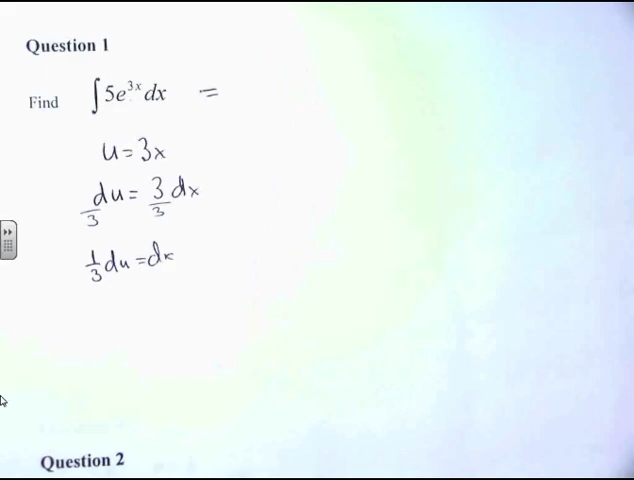 Question 1
Find ∫5e^{3x} dx =
u = 3x
du/3 = 3/3 dx
1/3 du = dx
Question 2